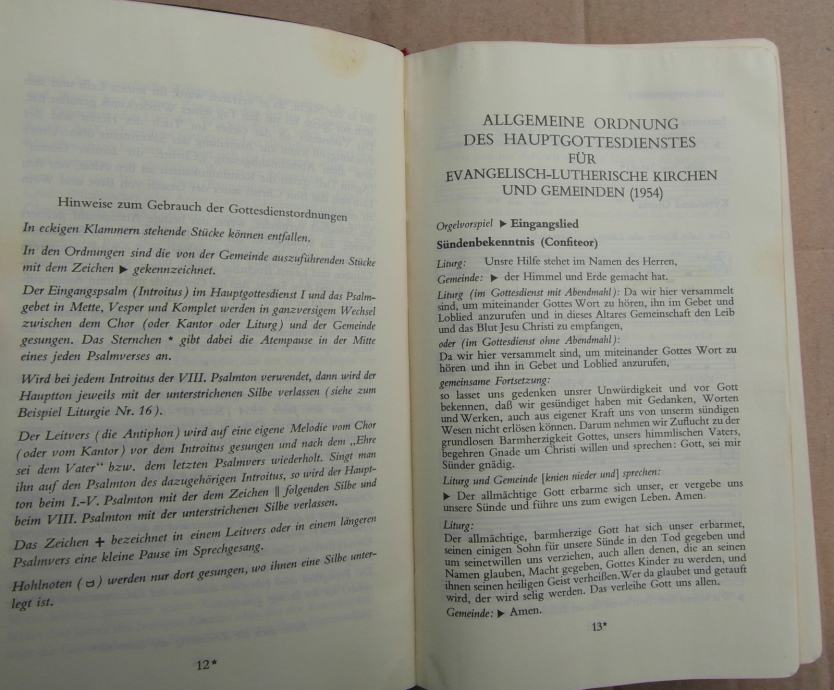 Hinweise zum Gebrauch der Gottesdienstordnungen
In eckigen Klammern stehende Stücke können entfallen.
In den Ordnungen sind die von der Gemeinde auszuführenden Stücke
mit dem Zeichen ▶ gekennzeichnet.
Der Eingangspsalm (Introitus) im Hauptgottesdienst I und das Psalm-
gebet in Mette, Vesper und Komplet werden in ganzversigem Wechsel
zwischen dem Chor (oder Kantor oder Liturg) und der Gemeinde
gesungen. Das Sternchen * gibt dabei die Atempause in der Mitte
eines jeden Psalmverses an.
Wird bei jedem Introitus der VIII. Psalmton verwendet, dann wird der
Hauptton jeweils mit der unterstrichenen Silbe verlassen (siehe zum
Beispiel Liturgie Nr. 16).
Der Leitvers (die Antiphon) wird auf eine eigene Melodie vom Chor
(oder vom Kantor) vor dem Introitus gesungen und nach dem „Ehre
sei dem Vater“ bzw. dem letzten Psalmvers wiederholt. Singt man
ihn auf den Psalmton des dazugehörigen Introitus, so wird der Haupt-
ton beim I.-V. Psalmton mit der dem Zeichen ‖ folgenden Silbe und
beim VIII. Psalmton mit der unterstrichenen Silbe verlassen.
Das Zeichen + bezeichnet in einem Leitvers oder in einem längeren
Psalmvers eine kleine Pause im Sprechgesang.
Hohlnoten (𝅜) werden nur dort gesungen, wo ihnen eine Silbe unter-
legt ist.
12*
ALLGEMEINE ORDNUNG
DES HAUPTGOTTESDIENSTES
FÜR
EVANGELISCH-LUTHERISCHE KIRCHEN
UND GEMEINDEN (1954)
Orgelvorspiel ▶ Eingangslied
Sündenbekenntnis (Confiteor)
Liturg: Unsre Hilfe stehet im Namen des Herren,
Gemeinde: ▶ der Himmel und Erde gemacht hat.
Liturg (im Gottesdienst mit Abendmahl): Da wir hier versammelt
sind, um miteinander Gottes Wort zu hören, ihn im Gebet und
Loblied anzurufen und in dieses Altares Gemeinschaft den Leib
und das Blut Jesu Christi zu empfangen,
oder (im Gottesdienst ohne Abendmahl):
Da wir hier versammelt sind, um miteinander Gottes Wort zu
hören und ihn in Gebet und Loblied anzurufen,
gemeinsame Fortsetzung:
so lasset uns gedenken unsrer Unwürdigkeit und vor Gott
bekennen, daß wir gesündiget haben mit Gedanken, Worten
und Werken, auch aus eigener Kraft uns von unserm sündigen
Wesen nicht erlösen können. Darum nehmen wir Zuflucht zu der
grundlosen Barmherzigkeit Gottes, unsers himmlischen Vaters,
begehren Gnade um Christi willen und sprechen: Gott, sei mir
Sünder gnädig.
Liturg und Gemeinde [knien nieder und] sprechen:
▶ Der allmächtige Gott erbarme sich unser, er vergebe uns
unsere Sünde und führe uns zum ewigen Leben. Amen.
Liturg:
Der allmächtige, barmherzige Gott hat sich unser erbarmet,
seinen einigen Sohn für unsere Sünde in den Tod gegeben und
um seinetwillen uns verziehen, auch allen denen, die an seinen
Namen glauben, Macht gegeben, Gottes Kinder zu werden, und
ihnen seinen heiligen Geist verheißen. Wer da glaubet und getauft
wird, der wird selig werden. Das verleihe Gott uns allen.
Gemeinde: ▶ Amen.
13*